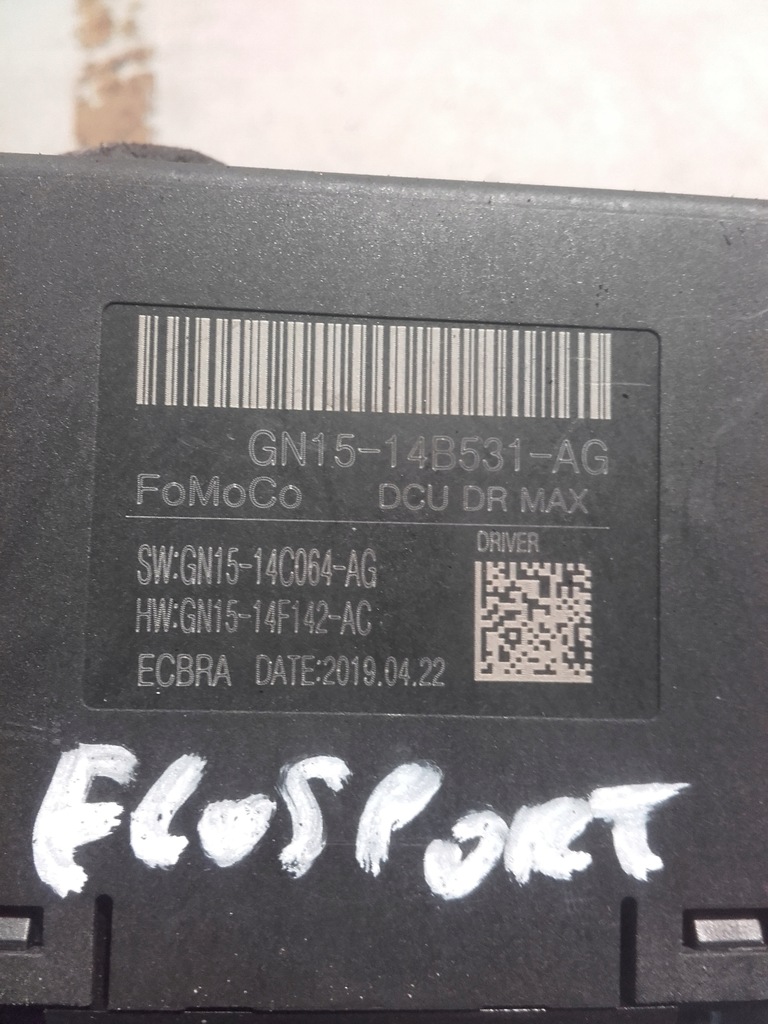 GN15-14B531-AG
FoMoCo DCU DR MAX
DRIVER
SW:GN15-14C064-AG
HW:GN15-14F142-AC
ECBRA DATE:2019.04.22
ECOSPORT